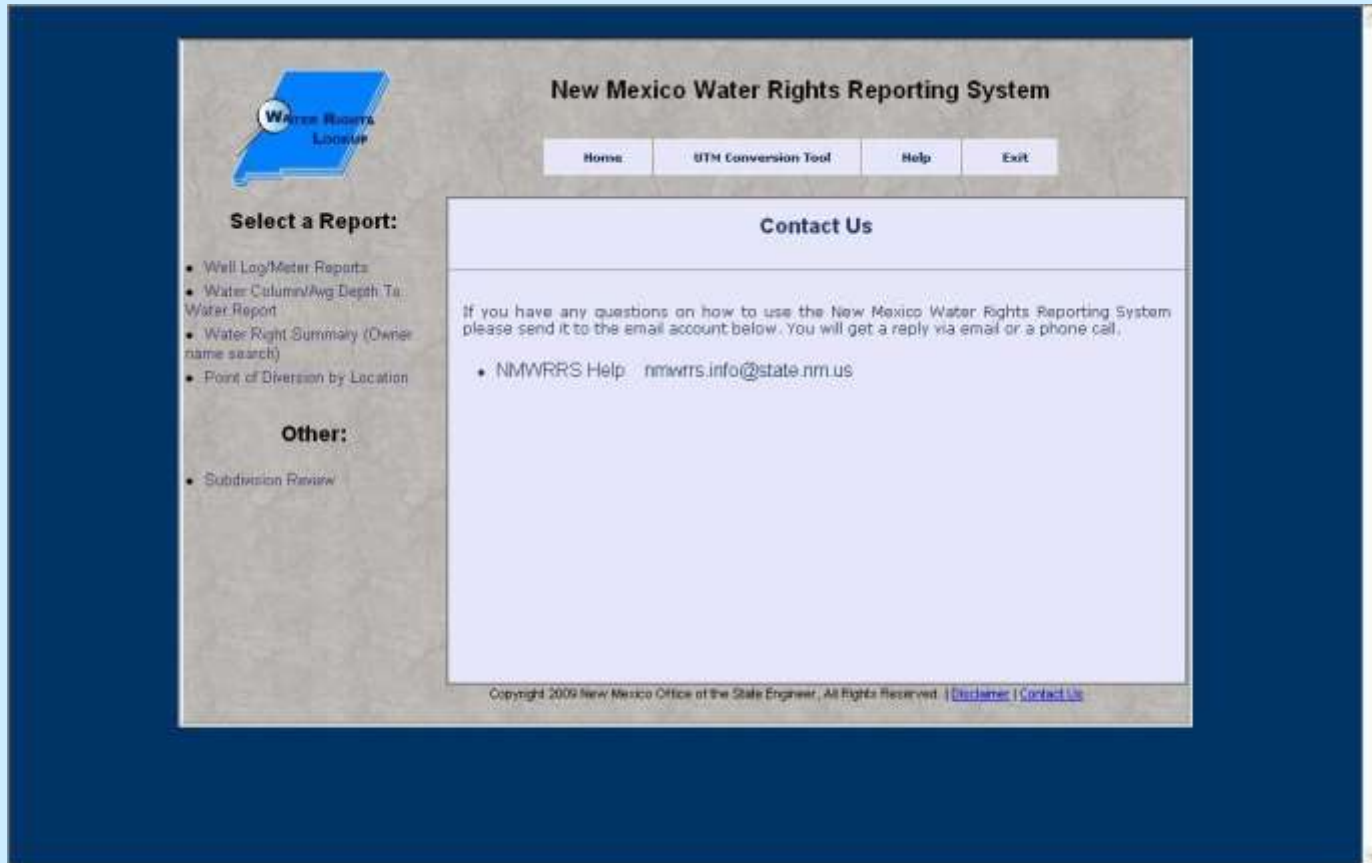 WATER RIGHTS
LOOKUP
New Mexico Water Rights Reporting System
Home
UTM Conversion Tool
Help
Exit
Select a Report:
• Well Log/Meter Reports
• Water Column/Avg Depth To
Water Report
• Water Right Summary (Owner
name search)
• Point of Diversion by Location
Other:
• Subdivision Review
Contact Us
If you have any questions on how to use the New Mexico Water Rights Reporting System
please send it to the email account below. You will get a reply via email or a phone call.
• NMWRRS Help nmwrrs.info@state.nm.us
Copyright 2009 New Mexico Office of the State Engineer, All Rights Reserved. | Disclaimer | Contact Us